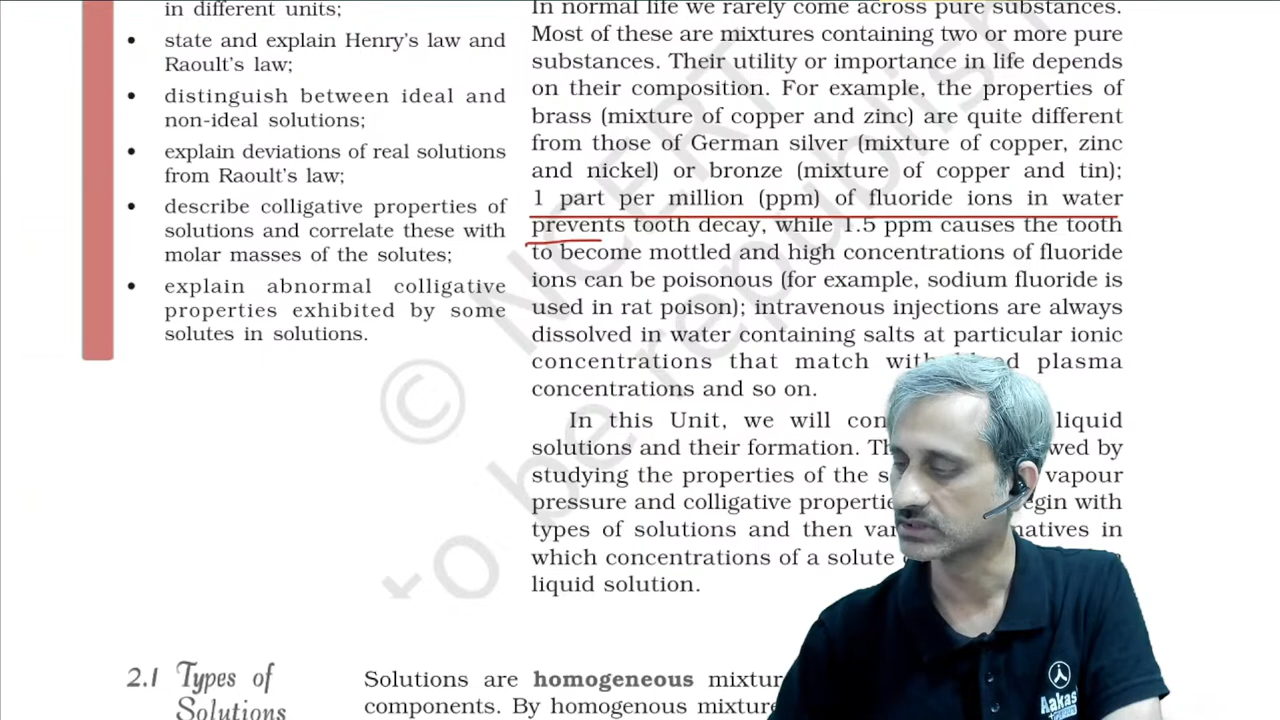 in different units;
• state and explain Henry's law and
Raoult's law;
• distinguish between ideal and
non-ideal solutions;
• explain deviations of real solutions
from Raoult's law;
• describe colligative properties of
solutions and correlate these with
molar masses of the solutes;
• explain abnormal colligative
properties exhibited by some
solutes in solutions.
In normal life we rarely come across pure substances.
Most of these are mixtures containing two or more pure
substances. Their utility or importance in life depends
on their composition. For example, the properties of
brass (mixture of copper and zinc) are quite different
from those of German silver (mixture of copper, zinc
and nickel) or bronze (mixture of copper and tin);
1 part per million (ppm) of fluoride ions in water
prevents tooth decay, while 1.5 ppm causes the tooth
to become mottled and high concentrations of fluoride
ions can be poisonous (for example, sodium fluoride is
used in rat poison); intravenous injections are always
dissolved in water containing salts at particular ionic
concentrations that match with plasma
concentrations and so on.
In this Unit, we will liquid
solutions and their formation. by
studying the properties of the vapour
pressure and colligative with
types of solutions and then in
which concentrations of a solute
liquid solution.
2.1 Types of
Solutions
Solutions are homogeneous
components. By homogenous
© NCERT
to be republish
Aakas